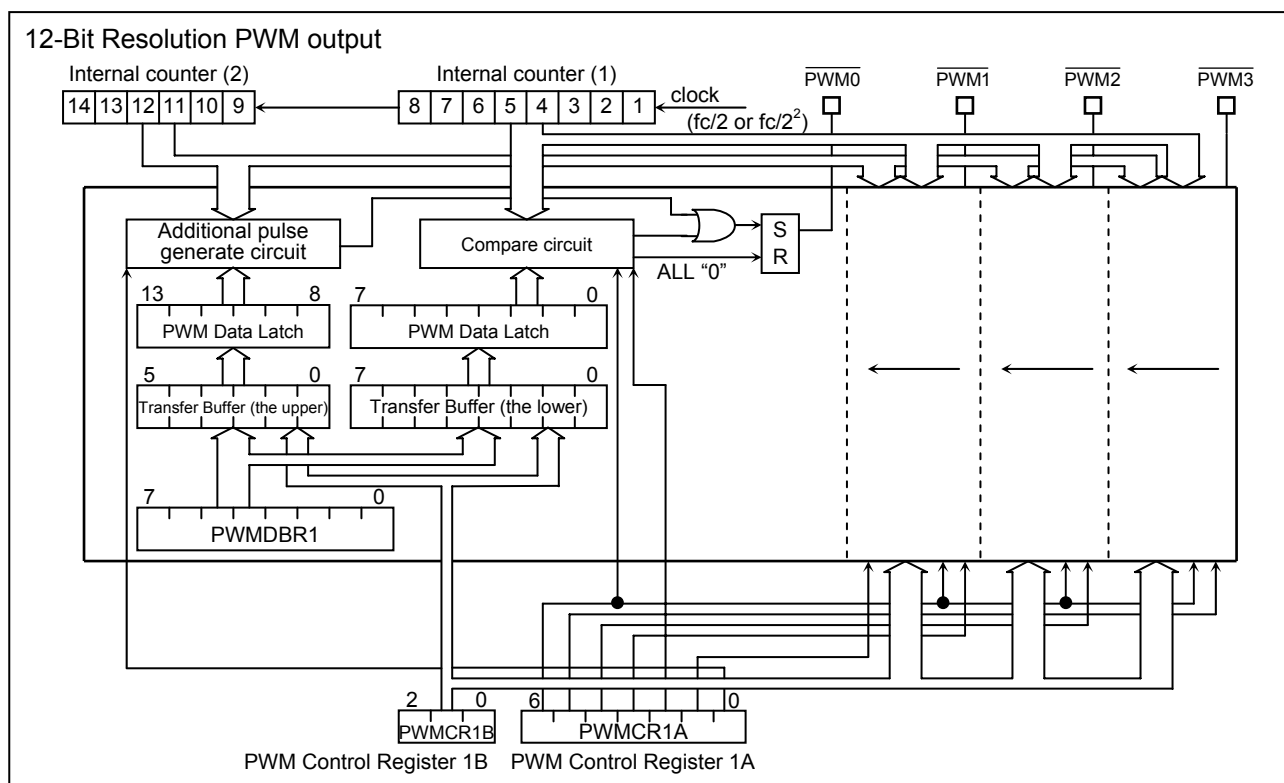 12-Bit Resolution PWM output
Internal counter (2)
Internal counter (1)
PWM0
PWM1
PWM2
PWM3
14 13 12 11 10 9
8 7 6 5 4 3 2 1
clock
(fc/2 or fc/2²)
Additional pulse
generate circuit
Compare circuit
S
R
ALL “0”
13 8
PWM Data Latch
7 0
PWM Data Latch
5 0
Transfer Buffer (the upper)
7 0
Transfer Buffer (the lower)
7 0
PWMDBR1
2 0
PWMCR1B
6 0
PWMCR1A
PWM Control Register 1B
PWM Control Register 1A